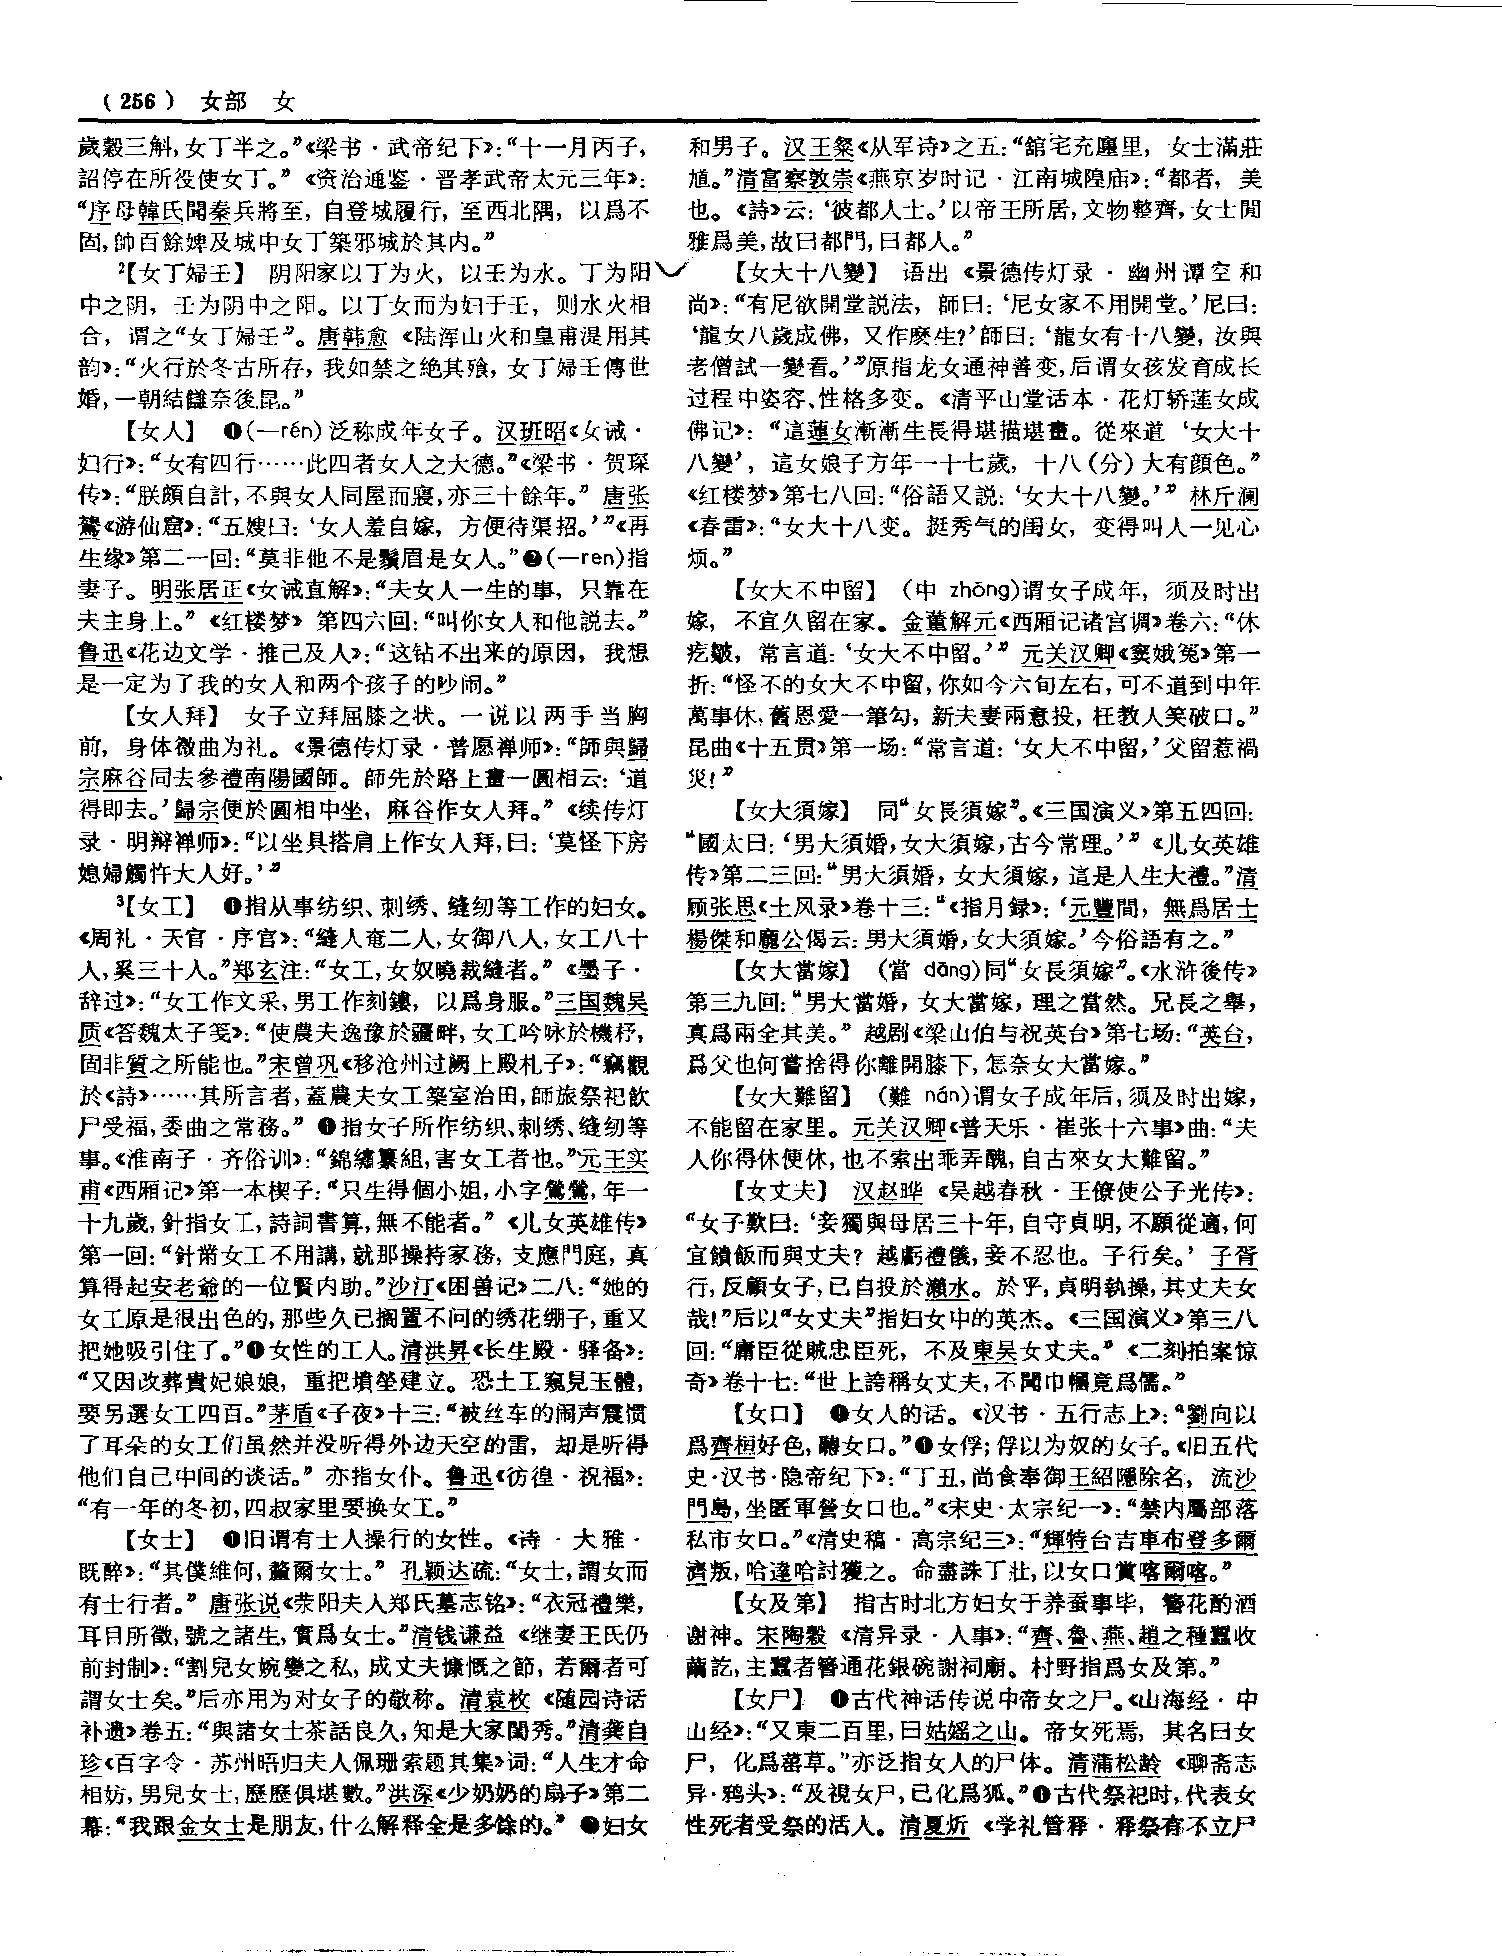 （256） 女部 女
歲穀三斛，女丁半之。”《梁书·武帝纪下》：“十一月丙子，
詔停在所役使女丁。”《资治通鉴·晋孝武帝太元三年》：
“序母韓氏聞秦兵將至，自登城履行，至西北隅，以爲不
固，帥百餘婢及城中女丁築邪城於其内。”
²【女丁婦壬】 阴阳家以丁为火，以壬为水。丁为阳
中之阴，壬为阴中之阳。以丁女而为妇于壬，则水火相
合，谓之“女丁婦壬”。唐韩愈《陆浑山火和皇甫湜用其
韵》：“火行於冬古所存，我如禁之絶其飱，女丁婦壬傳世
婚，一朝結讎奈後昆。”
【女人】 ❶(—rén)泛称成年女子。汉班昭《女诫·
妇行》：“女有四行……此四者女人之大德。”《梁书·贺琛
传》：“朕頗自計，不與女人同屋而寢，亦三十餘年。”唐张
鷟《游仙窟》：“五嫂曰：‘女人羞自嫁，方便待渠招。’”《再
生缘》第二一回：“莫非他不是鬚眉是女人。”❷(—ren)指
妻子。明张居正《女诫直解》：“夫女人一生的事，只靠在
夫主身上。”《红楼梦》第四六回：“叫你女人和他説去。”
鲁迅《花边文学·推己及人》：“这钻不出来的原因，我想
是一定为了我的女人和两个孩子的吵闹。”
【女人拜】 女子立拜屈膝之状。一说以两手当胸
前，身体微曲为礼。《景德传灯录·普愿禅师》：“師與歸
宗麻谷同去參禮南陽國師。師先於路上畫一圓相云：‘道
得即去。’歸宗便於圓相中坐，麻谷作女人拜。”《续传灯
录·明辩禅师》：“以坐具搭肩上作女人拜，曰：‘莫怪下房
媳婦觸忤大人好。’”
³【女工】 ❶指从事纺织、刺绣、缝纫等工作的妇女。
《周礼·天官·序官》：“縫人奄二人，女御八人，女工八十
人，奚三十人。”郑玄注：“女工，女奴曉裁縫者。”《墨子·
辞过》：“女工作文采，男工作刻鏤，以爲身服。”三国魏吴
质《答魏太子笺》：“使農夫逸豫於疆畔，女工吟咏於機杼，
固非質之所能也。”宋曾巩《移沧州过阙上殿札子》：“竊觀
於《詩》……其所言者，蓋農夫女工築室治田，師旅祭祀飲
尸受福，委曲之常務。”❶指女子所作纺织、刺绣、缝纫等
事。《淮南子·齐俗训》：“錦繡纂組，害女工者也。”元王实
甫《西厢记》第一本楔子：“只生得個小姐，小字鶯鶯，年一
十九歲，針指女工，詩詞書算，無不能者。”《儿女英雄传》
第一回：“針黹女工不用講，就那操持家務，支應門庭，真
算得起安老爺的一位賢内助。”沙汀《困兽记》二八：“她的
女工原是很出色的，那些久已搁置不问的绣花绷子，重又
把她吸引住了。”❶女性的工人。清洪昇《长生殿·驿备》：
“又因改葬貴妃娘娘，重把墳塋建立。恐土工窺見玉體，
要另選女工四百。”茅盾《子夜》十三：“被丝车的闹声震惯
了耳朵的女工们虽然并没听得外边天空的雷，却是听得
他们自己中间的谈话。”亦指女仆。鲁迅《彷徨·祝福》：
“有一年的冬初，四叔家里要换女工。”
【女士】 ❶旧谓有士人操行的女性。《诗·大雅·
既醉》：“其僕維何，釐爾女士。”孔颖达疏：“女士，謂女而
有士行者。”唐张说《荥阳夫人郑氏墓志铭》：“衣冠禮樂，
耳目所徵，號之諸生，實爲女士。”清钱谦益《继妻王氏仍
前封制》：“割兒女婉孌之私，成丈夫慷慨之節，若爾者可
謂女士矣。”后亦用为对女子的敬称。清袁枚《随园诗话
补遗》卷五：“與諸女士茶話良久，知是大家閨秀。”清龚自
珍《百字令·苏州晤归夫人佩珊索题其集》词：“人生才命
相妨，男兒女士，歷歷俱堪數。”洪深《少奶奶的扇子》第二
幕：“我跟金女士是朋友，什么解释全是多馀的。”❷妇女
和男子。汉王粲《从军诗》之五：“舘宅充廛里，女士滿莊
馗。”清富察敦崇《燕京岁时记·江南城隍庙》：“都者，美
也。《詩》云：‘彼都人士。’以帝王所居，文物整齊，女士閒
雅爲美，故曰都門，曰都人。”
【女大十八變】 语出《景德传灯录·幽州谭空和
尚》：“有尼欲開堂説法，師曰：‘尼女家不用開堂。’尼曰：
‘龍女八歲成佛，又作麽生？’師曰：‘龍女有十八變，汝與
老僧試一變看。’”原指龙女通神善变，后谓女孩发育成长
过程中姿容、性格多变。《清平山堂话本·花灯轿莲女成
佛记》：“這蓮女漸漸生長得堪描堪畫。從來道‘女大十
八變’，這女娘子方年一十七歲，十八（分）大有顔色。”
《红楼梦》第七八回：“俗語又説：‘女大十八變。’”林斤澜
《春雷》：“女大十八变。挺秀气的闺女，变得叫人一见心
烦。”
【女大不中留】 （中 zhōng）谓女子成年，须及时出
嫁，不宜久留在家。金董解元《西厢记诸宫调》卷六：“休
疙皺，常言道：‘女大不中留。’”元关汉卿《窦娥冤》第一
折：“怪不的女大不中留，你如今六旬左右，可不道到中年
萬事休，舊恩愛一筆勾，新夫妻兩意投，枉教人笑破口。”
昆曲《十五贯》第一场：“常言道：‘女大不中留，’父留惹禍
災！”
【女大須嫁】 同“女長須嫁”。《三国演义》第五四回：
“國太曰：‘男大須婚，女大須嫁，古今常理。’”《儿女英雄
传》第二三回：“男大須婚，女大須嫁，這是人生大禮。”清
顾张思《土风录》卷十三：“《指月録》：‘元豐間，無爲居士
楊傑和龐公偈云：男大須婚，女大須嫁。’今俗語有之。”
【女大當嫁】 （當 dāng）同“女長須嫁”。《水浒後传》
第三九回：“男大當婚，女大當嫁，理之當然。兄長之舉，
真爲兩全其美。”越剧《梁山伯与祝英台》第七场：“英台，
爲父也何嘗捨得你離開膝下，怎奈女大當嫁。”
【女大難留】 （難 nán）谓女子成年后，须及时出嫁，
不能留在家里。元关汉卿《普天乐·崔张十六事》曲：“夫
人你得休便休，也不索出乖弄醜，自古來女大難留。”
【女丈夫】 汉赵晔《吴越春秋·王僚使公子光传》：
“女子歎曰：‘妾獨與母居三十年，自守貞明，不願從適，何
宜饋飯而與丈夫？越虧禮儀，妾不忍也。子行矣。’子胥
行，反顧女子，已自投於瀨水。於乎，貞明執操，其丈夫女
哉！”后以“女丈夫”指妇女中的英杰。《三国演义》第三八
回：“庸臣從賊忠臣死，不及東吴女丈夫。”《二刻拍案惊
奇》卷十七：“世上誇稱女丈夫，不聞巾幗竟爲儒。”
【女口】 ❶女人的话。《汉书·五行志上》：“劉向以
爲齊桓好色，聽女口。”❶女俘；俘以为奴的女子。《旧五代
史·汉书·隐帝纪下》：“丁丑，尚食奉御王紹隱除名，流沙
門島，坐匿軍營女口也。”《宋史·太宗纪一》：“禁内屬部落
私市女口。”《清史稿·高宗纪三》：“輝特台吉車布登多爾
濟叛，哈達哈討獲之。命盡誅丁壯，以女口賞喀爾喀。”
【女及第】 指古时北方妇女于养蚕事毕，簪花酌酒
谢神。宋陶穀《清异录·人事》：“齊、魯、燕、趙之種蠶收
繭訖，主蠶者簪通花銀碗謝祠廟。村野指爲女及第。”
【女尸】 ❶古代神话传说中帝女之尸。《山海经·中
山经》：“又東二百里，曰姑媱之山。帝女死焉，其名曰女
尸，化爲䔄草。”亦泛指女人的尸体。清蒲松龄《聊斋志
异·鸦头》：“及視女尸，已化爲狐。”❶古代祭祀时，代表女
性死者受祭的活人。清夏炘《学礼管释·释祭有不立尸